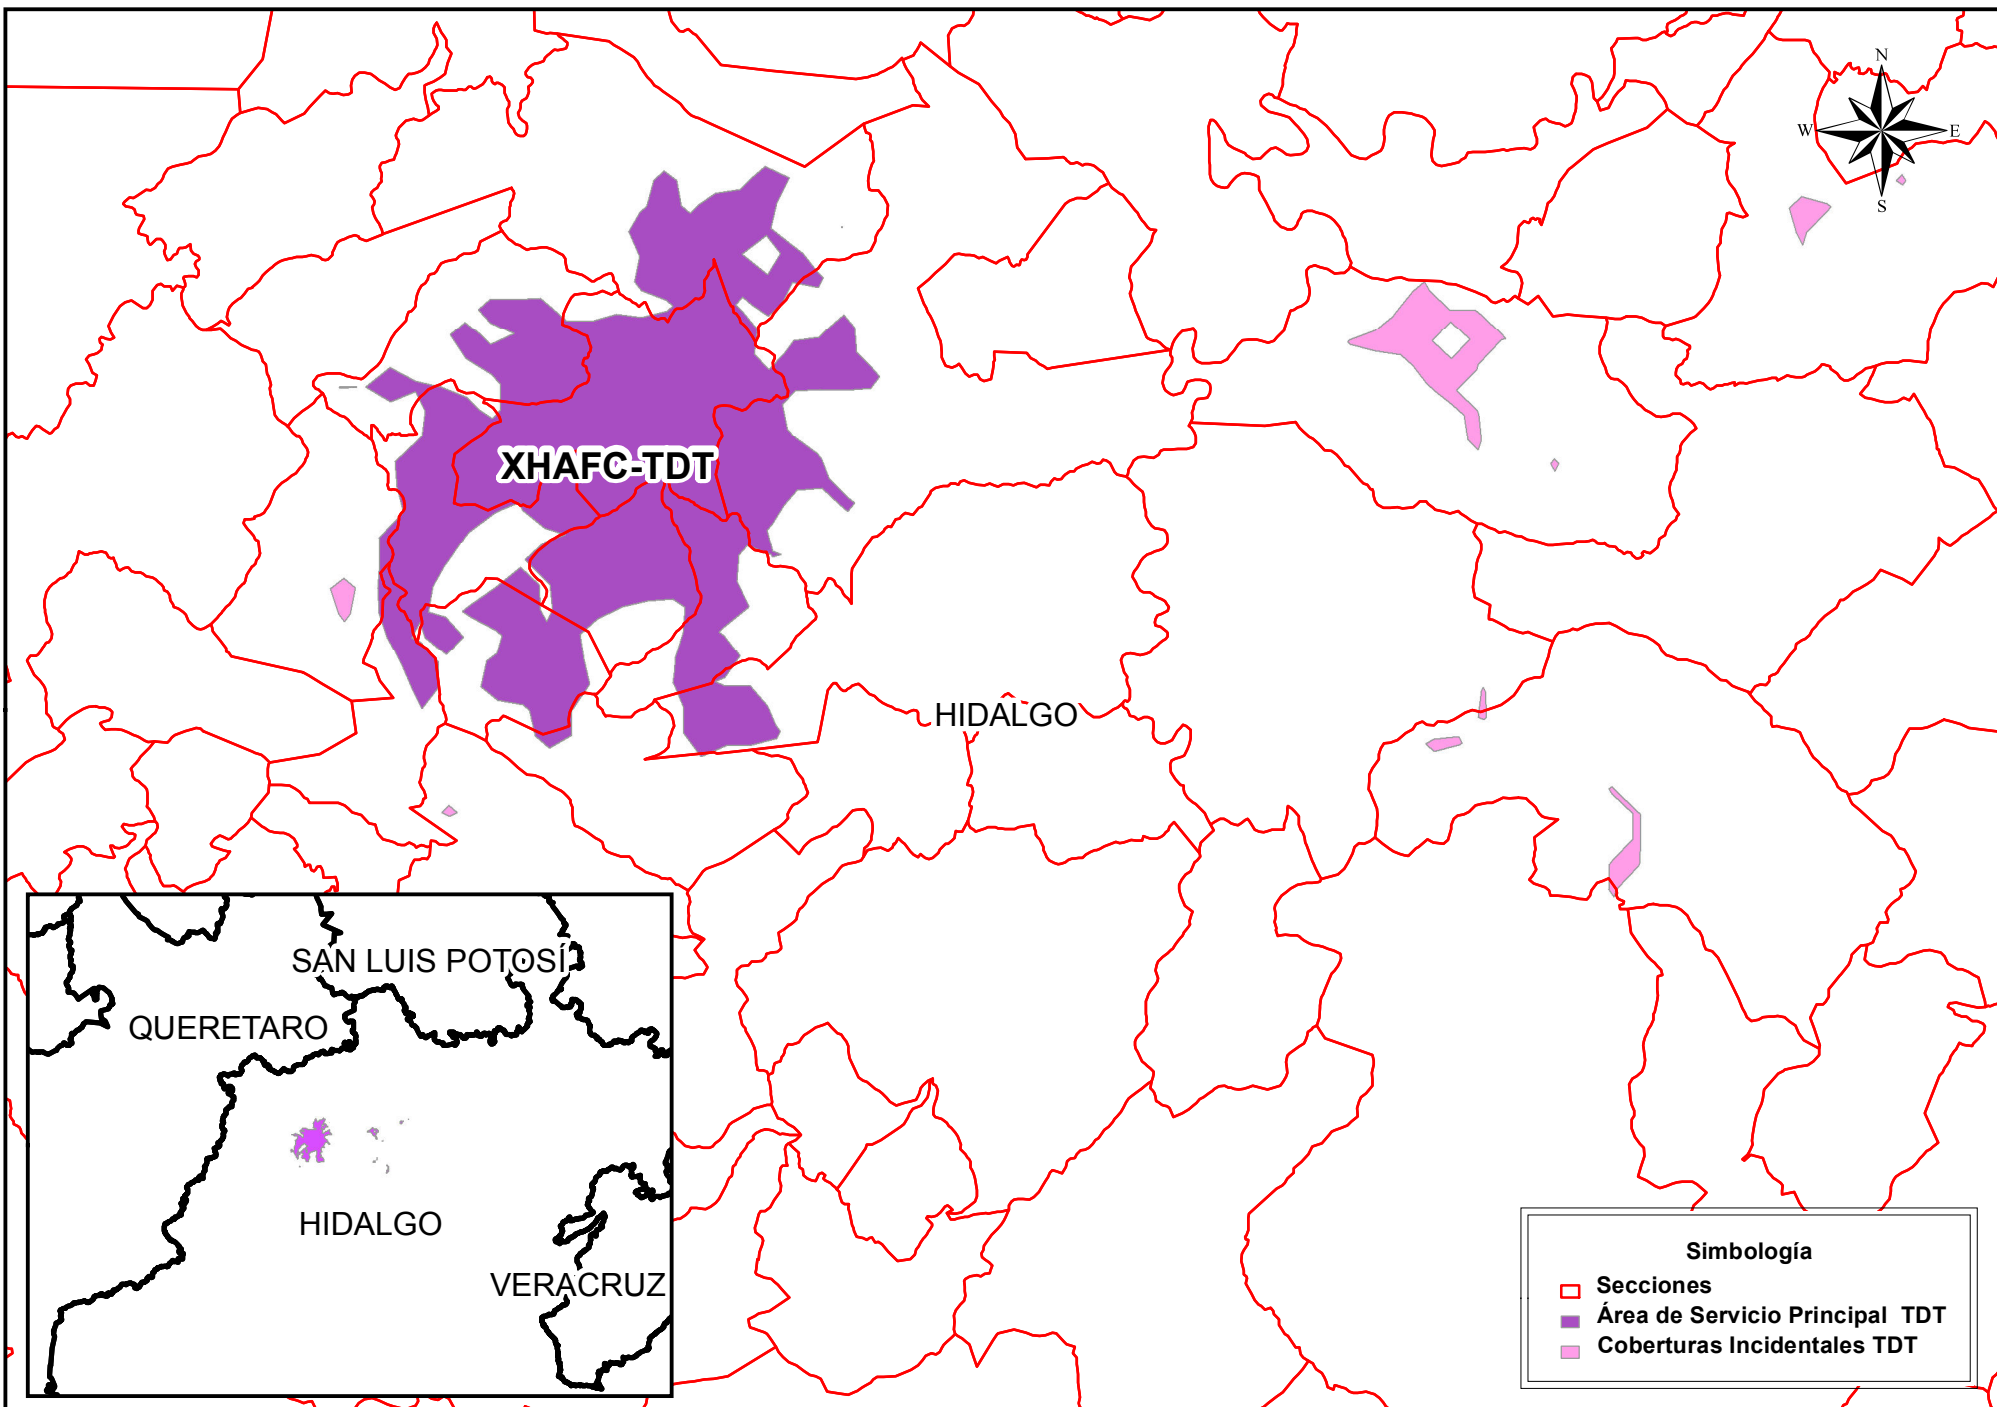 N
W E
S
XHAFC-TDT
HIDALGO
SAN LUIS POTOSÍ
QUERETARO
HIDALGO
VERACRUZ
Simbología
Secciones
Área de Servicio Principal TDT
Coberturas Incidentales TDT